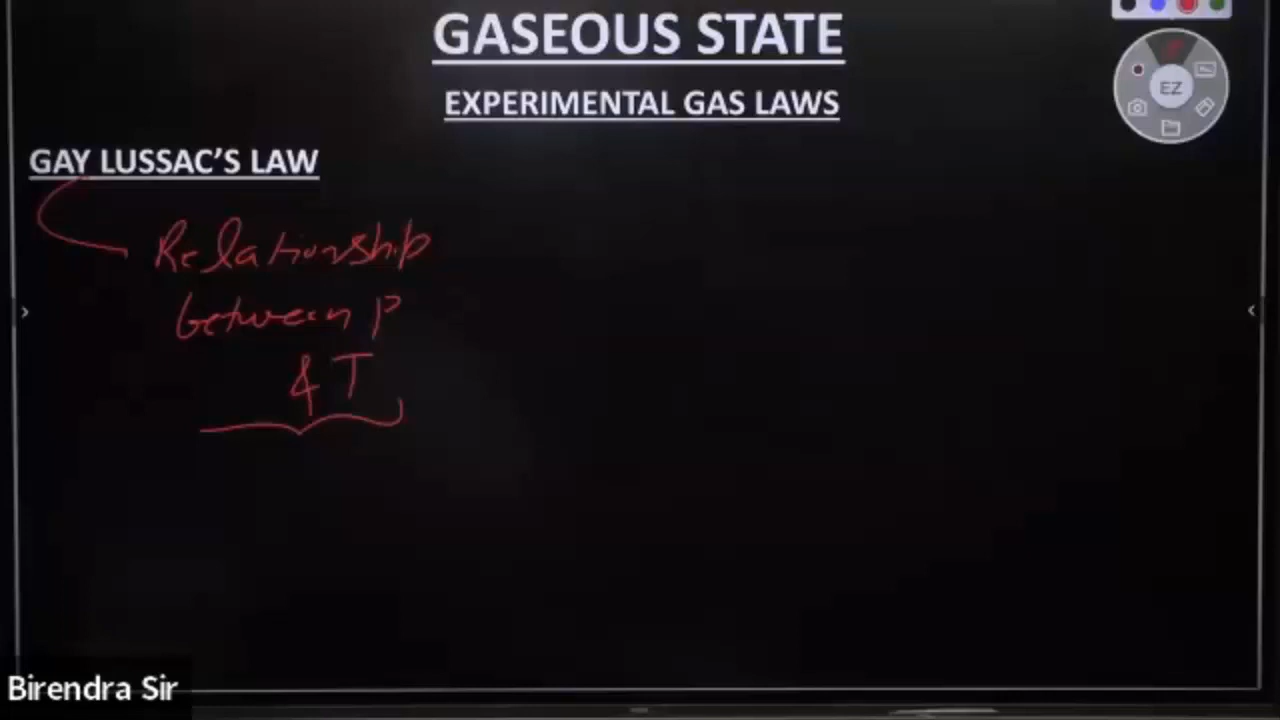 GASEOUS STATE
EXPERIMENTAL GAS LAWS
EZ
GAY LUSSAC'S LAW
Relationship
between P
& T
Birendra Sir